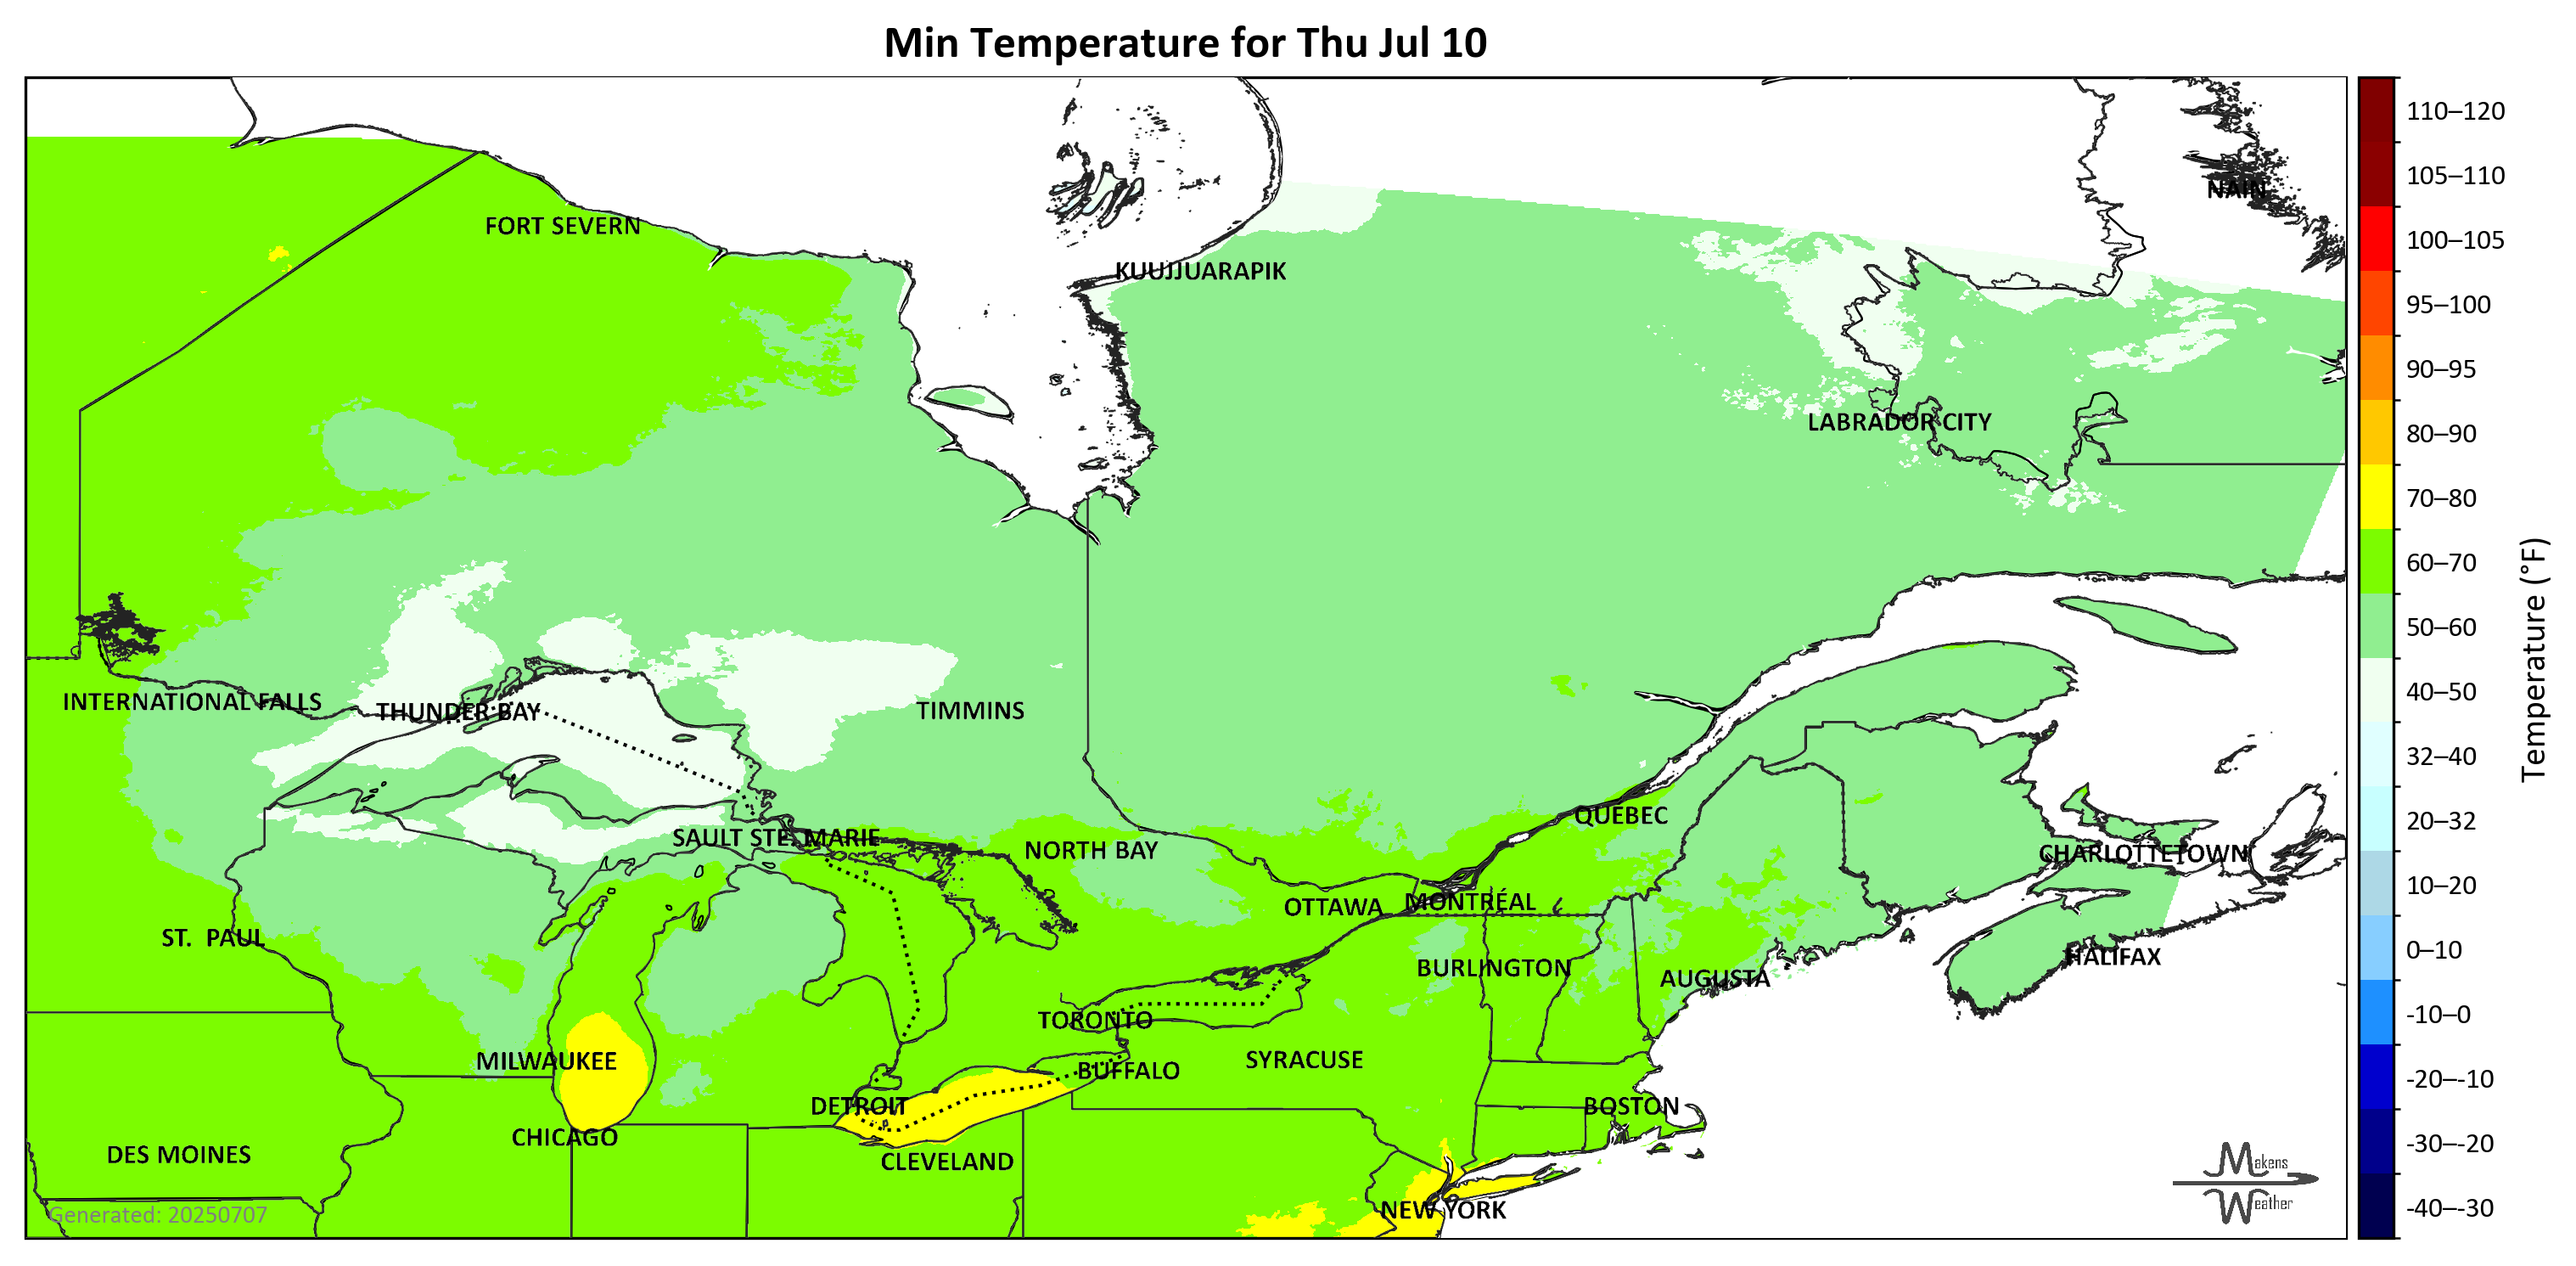 Min Temperature for Thu Jul 10
110–120
105–110
100–105
95–100
90–95
80–90
70–80
60–70
50–60
40–50
32–40
20–32
10–20
0–10
-10–0
-20–-10
-30–-20
-40–-30
Temperature (°F)
NAIN
FORT SEVERN
KUUJJUARAPIK
LABRADOR CITY
INTERNATIONAL FALLS
THUNDER BAY
TIMMINS
QUÉBEC
SAULT STE. MARIE
NORTH BAY
CHARLOTTETOWN
OTTAWA
MONTRÉAL
ST. PAUL
HALIFAX
BURLINGTON
AUGUSTA
TORONTO
MILWAUKEE
SYRACUSE
BUFFALO
DETROIT
BOSTON
CHICAGO
DES MOINES
CLEVELAND
NEW YORK
Generated: 20250707
Makens
Weather